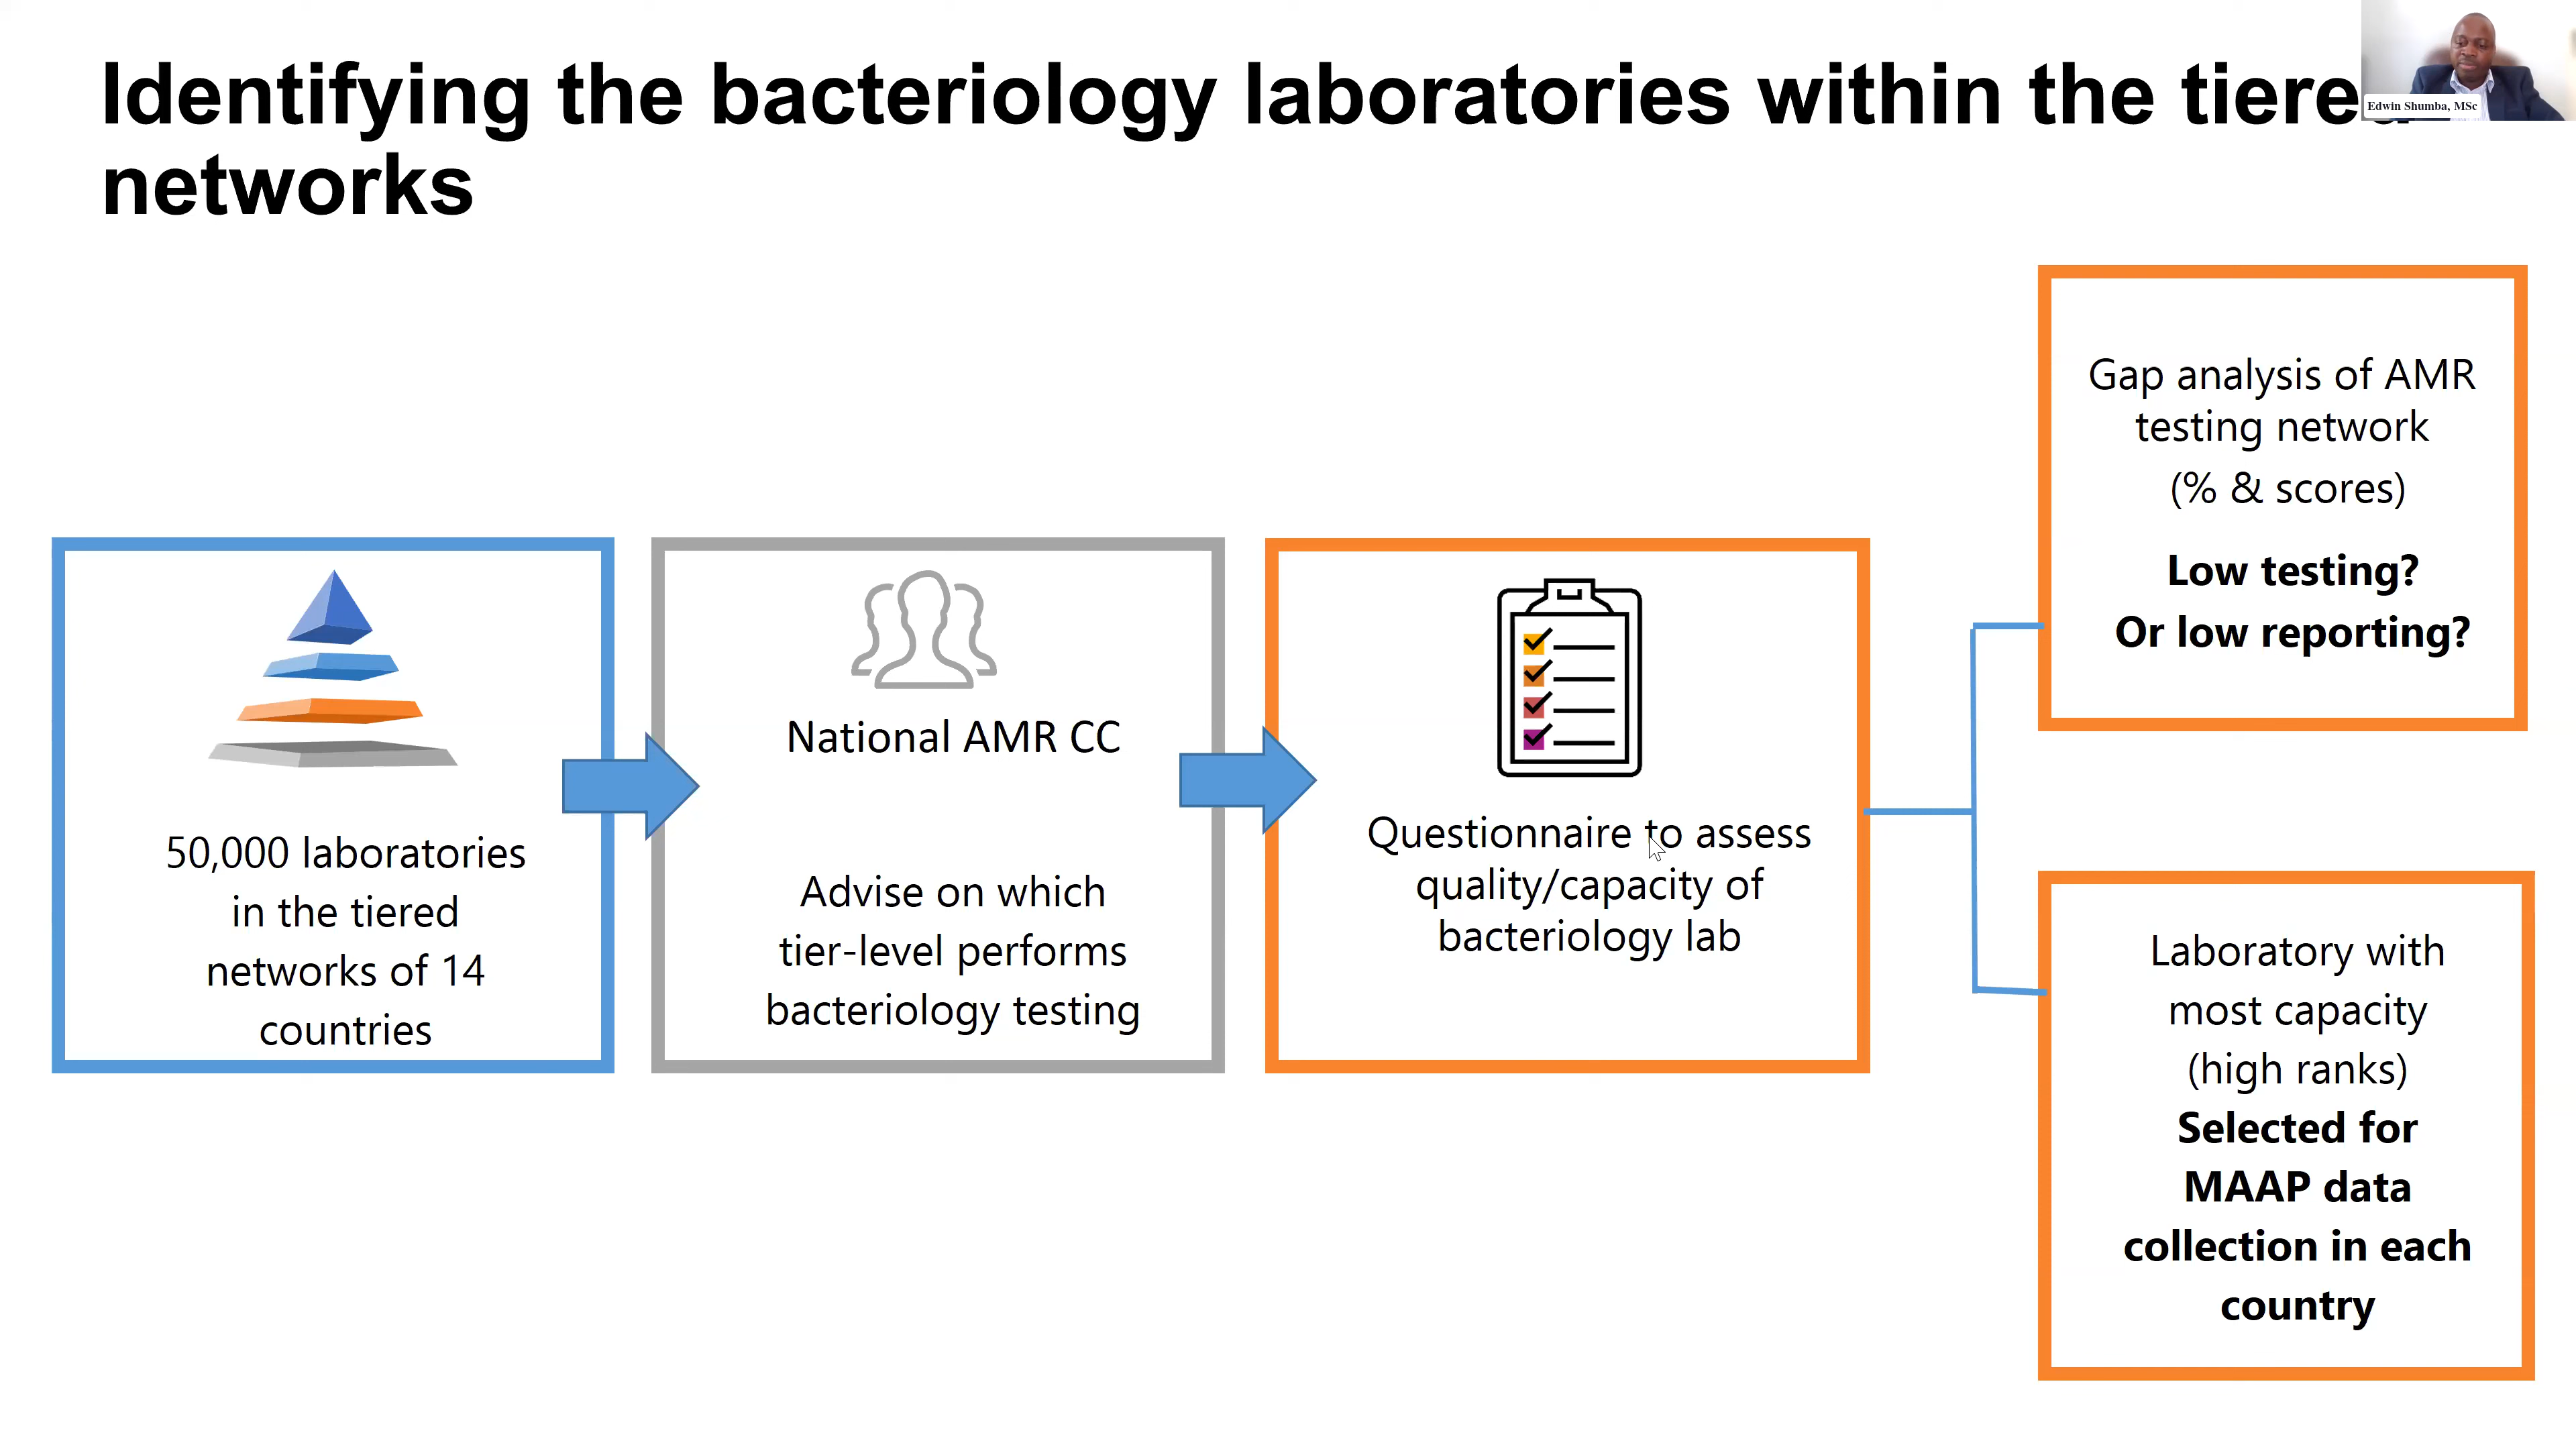 Identifying the bacteriology laboratories within the tiered
networks
Edwin Shumba, MSc
50,000 laboratories
in the tiered
networks of 14
countries
National AMR CC
Advise on which
tier-level performs
bacteriology testing
Questionnaire to assess
quality/capacity of
bacteriology lab
Gap analysis of AMR
testing network
(% & scores)
Low testing?
Or low reporting?
Laboratory with
most capacity
(high ranks)
Selected for
MAAP data
collection in each
country